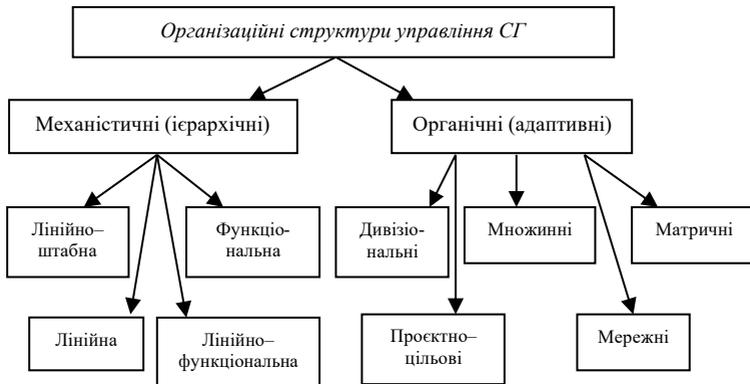 Організаційні структури управління СГ
Механістичні (ієрархічні)
Органічні (адаптивні)
Лінійно–
штабна
Функціо-
нальна
Дивізіо-
нальні
Множинні
Матричні
Лінійна
Лінійно–
функціональна
Проєктно–
цільові
Мережні